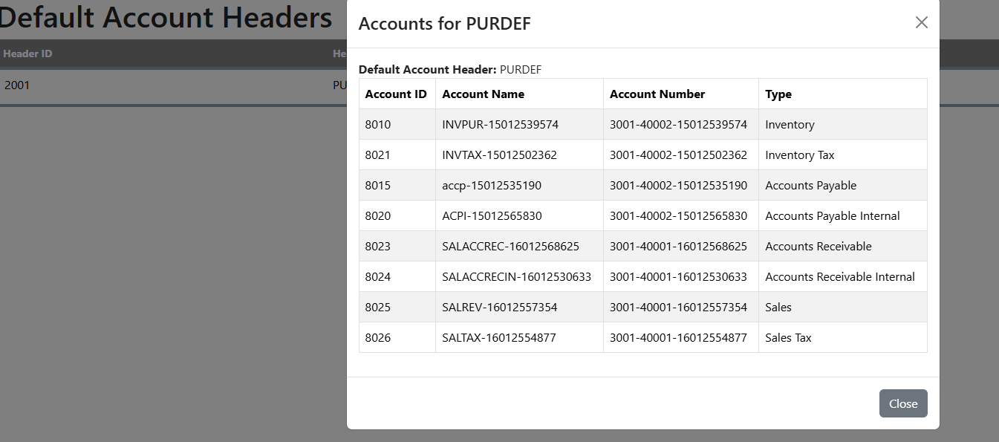 Default Account Headers
Header ID He
2001 PU
Accounts for PURDEF
Default Account Header: PURDEF
Account ID Account Name Account Number Type
8010 INVPUR-15012539574 3001-40002-15012539574 Inventory
8021 INVTAX-15012502362 3001-40002-15012502362 Inventory Tax
8015 accp-15012535190 3001-40002-15012535190 Accounts Payable
8020 ACPI-15012565830 3001-40002-15012565830 Accounts Payable Internal
8023 SALACCREC-16012568625 3001-40001-16012568625 Accounts Receivable
8024 SALACCRECIN-16012530633 3001-40001-16012530633 Accounts Receivable Internal
8025 SALREV-16012557354 3001-40001-16012557354 Sales
8026 SALTAX-16012554877 3001-40001-16012554877 Sales Tax
Close